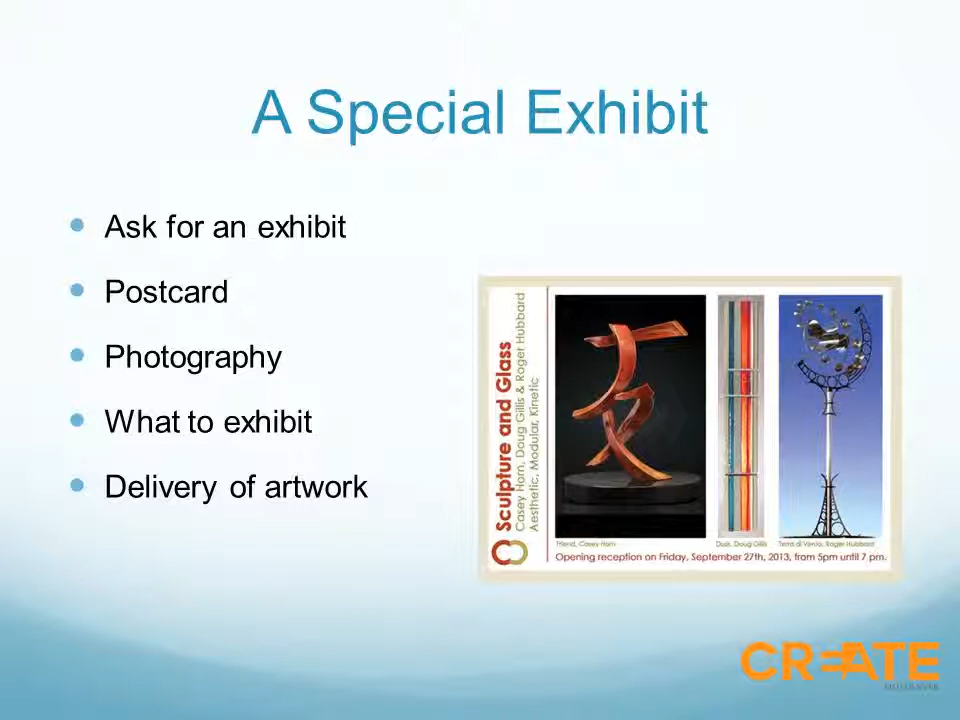 A Special Exhibit
Ask for an exhibit
Postcard
Photography
What to exhibit
Delivery of artwork
Sculpture and Glass
Casey Horn, Doug Gillis & Roger Hubbard
Aesthetic, Modular, Kinetic
Friend, Casey Horn
Dusk, Doug Gillis
Terra di Vento, Roger Hubbard
Opening reception on Friday, September 27th, 2013, from 5pm until 7 pm.
CREATE